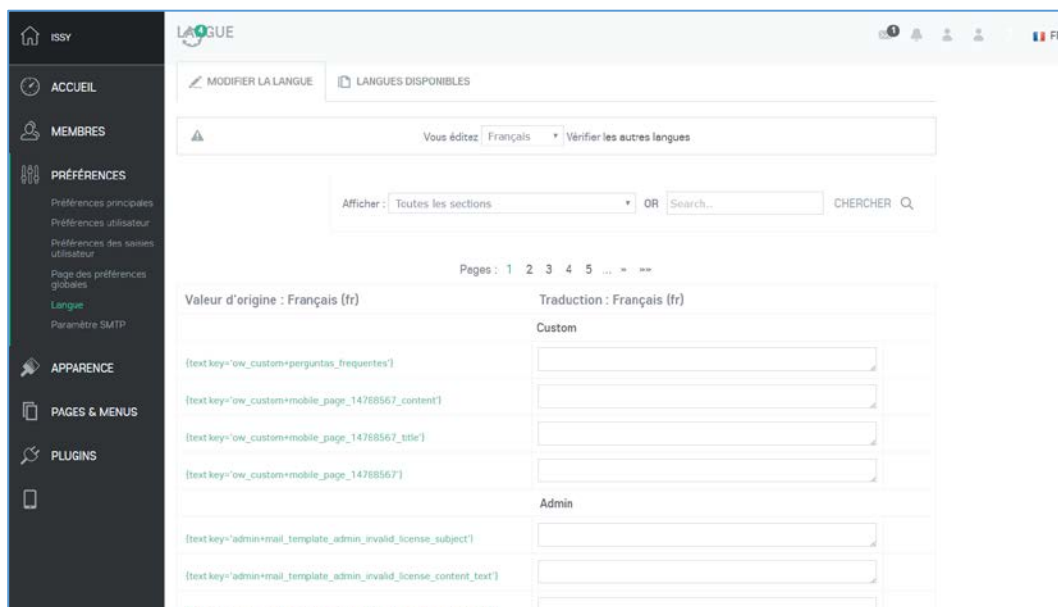 ISSY
LANGUE
4
1
FR
ACCUEIL
MEMBRES
PRÉFÉRENCES
Préférences principales
Préférences utilisateur
Préférences des saisies
utilisateur
Page des préférences
globales
Langue
Paramètre SMTP
APPARENCE
PAGES & MENUS
PLUGINS
MODIFIER LA LANGUE
LANGUES DISPONIBLES
Vous éditez Français Vérifier les autres langues
Afficher : Toutes les sections OR Search... CHERCHER
Pages : 1 2 3 4 5 ...
Valeur d'origine : Français (fr) Traduction : Français (fr)
Custom
{text key='ow_custom+perguntas_frequentes'}
{text key='ow_custom+mobile_page_14788567_content'}
{text key='ow_custom+mobile_page_14788567_title'}
{text key='ow_custom+mobile_page_14788567'}
Admin
{text key='admin+mail_template_admin_invalid_license_subject'}
{text key='admin+mail_template_admin_invalid_license_content_text'}